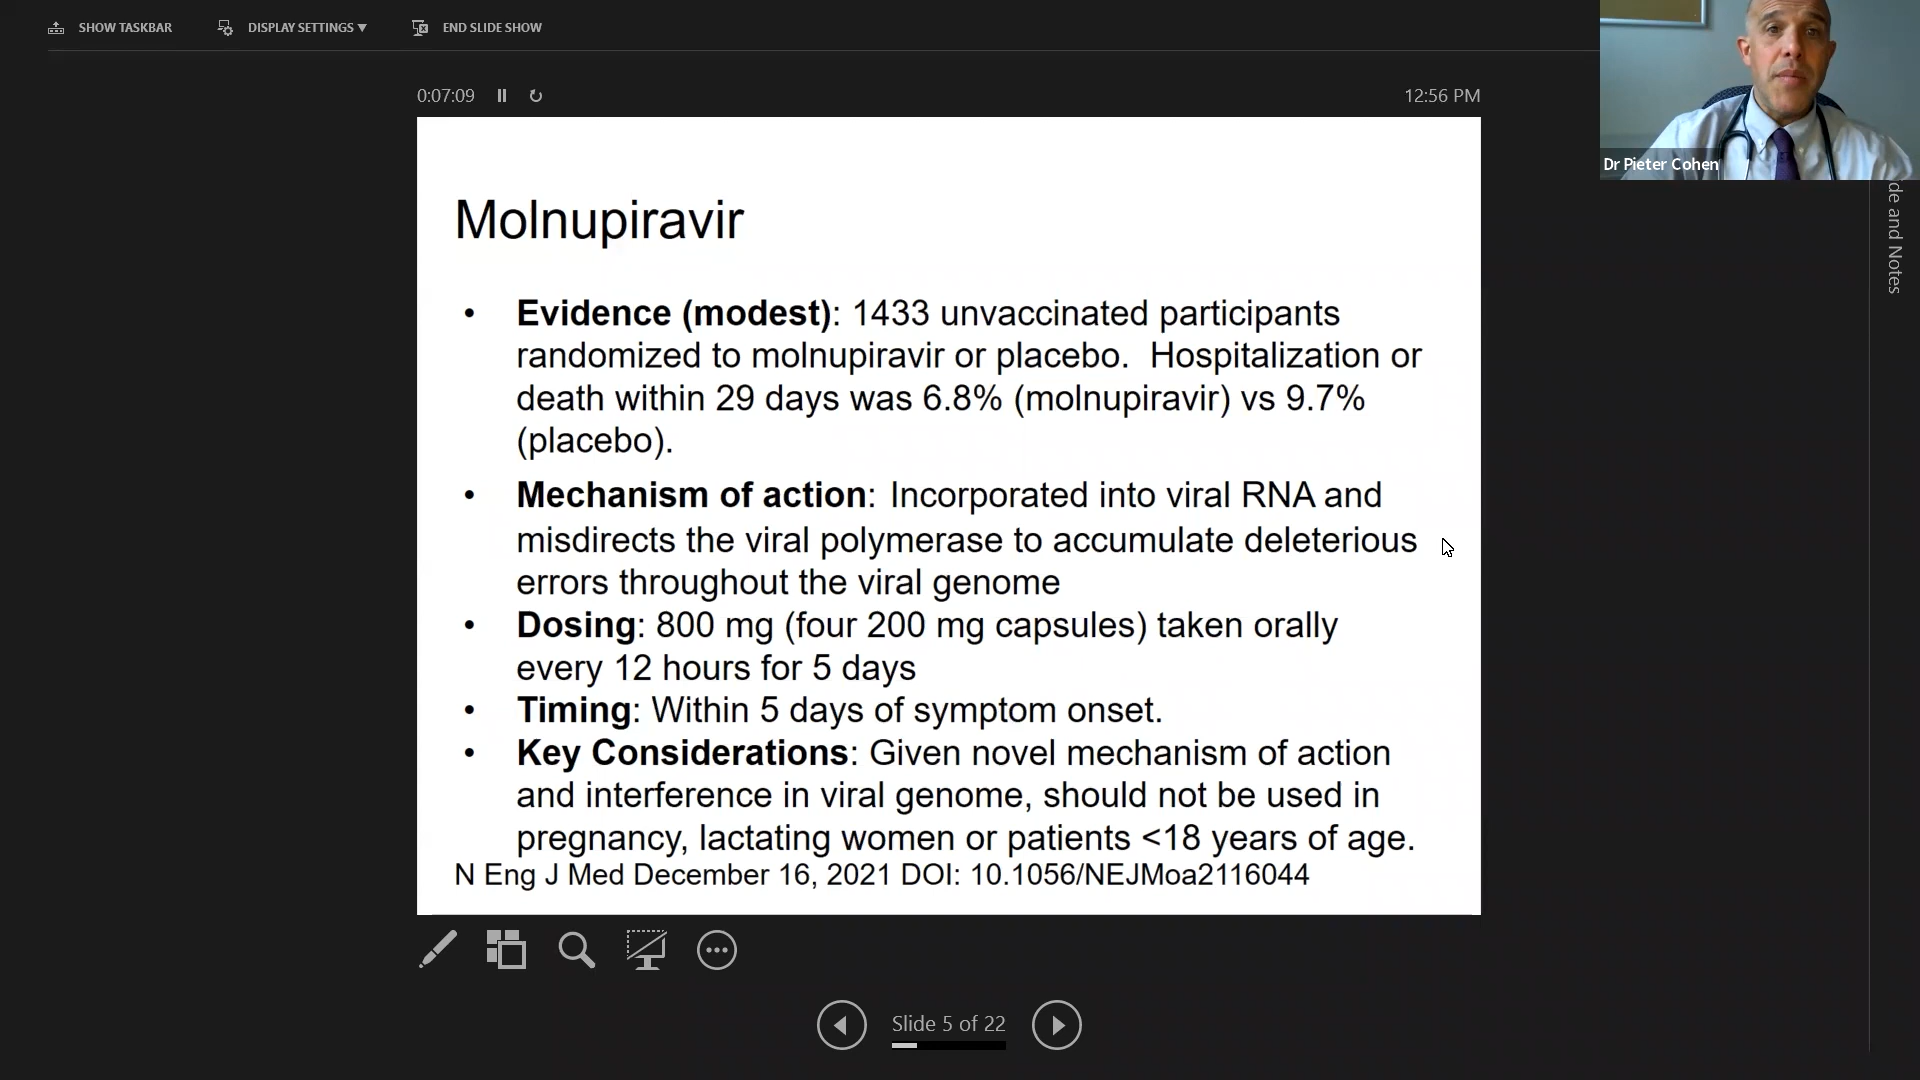 SHOW TASKBAR DISPLAY SETTINGS ▾ END SLIDE SHOW
0:07:09 12:56 PM
Dr Pieter Cohen
de and Notes
Molnupiravir
• Evidence (modest): 1433 unvaccinated participants
randomized to molnupiravir or placebo.  Hospitalization or
death within 29 days was 6.8% (molnupiravir) vs 9.7%
(placebo).
• Mechanism of action: Incorporated into viral RNA and
misdirects the viral polymerase to accumulate deleterious
errors throughout the viral genome
• Dosing: 800 mg (four 200 mg capsules) taken orally
every 12 hours for 5 days
• Timing: Within 5 days of symptom onset.
• Key Considerations: Given novel mechanism of action
and interference in viral genome, should not be used in
pregnancy, lactating women or patients <18 years of age.
N Eng J Med December 16, 2021 DOI: 10.1056/NEJMoa2116044
Slide 5 of 22